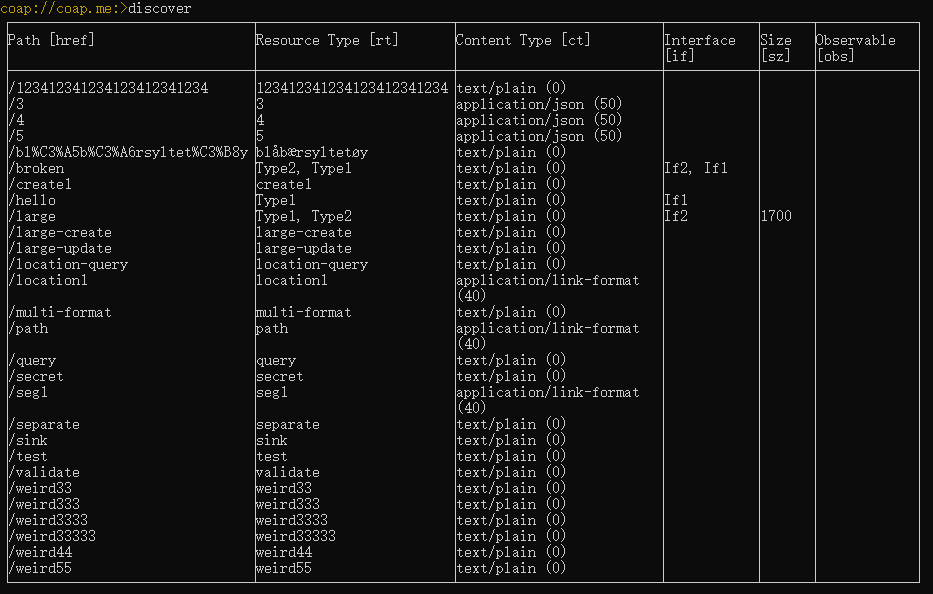 coap://coap.me:>discover
Path [href] Resource Type [rt] Content Type [ct] Interface Size Observable
[if] [sz] [obs]
/123412341234123412341234 123412341234123412341234 text/plain (0)
/3 3 application/json (50)
/4 4 application/json (50)
/5 5 application/json (50)
/bl%C3%A5b%C3%A6rsyltet%C3%B8y blåbærsyltetøy text/plain (0)
/broken Type2, Type1 text/plain (0) If2, If1
/create1 create1 text/plain (0)
/hello Type1 text/plain (0) If1
/large Type1, Type2 text/plain (0) If2 1700
/large-create large-create text/plain (0)
/large-update large-update text/plain (0)
/location-query location-query text/plain (0)
/location1 location1 application/link-format
(40)
/multi-format multi-format text/plain (0)
/path path application/link-format
(40)
/query query text/plain (0)
/secret secret text/plain (0)
/seg1 seg1 application/link-format
(40)
/separate separate text/plain (0)
/sink sink text/plain (0)
/test test text/plain (0)
/validate validate text/plain (0)
/weird33 weird33 text/plain (0)
/weird333 weird333 text/plain (0)
/weird3333 weird3333 text/plain (0)
/weird33333 weird33333 text/plain (0)
/weird44 weird44 text/plain (0)
/weird55 weird55 text/plain (0)